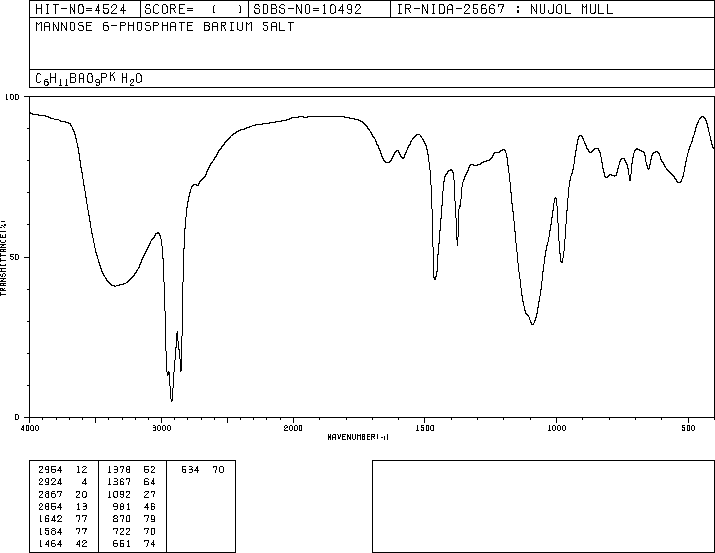 HIT-NO=4524 SCORE= ( ) SDBS-NO=10492 IR-NIDA-25667 : NUJOL MULL
MANNOSE 6-PHOSPHATE BARIUM SALT
C6H11BAO9P* H2O
100
50
0
TRANSMITTANCE(%)
4000 3000 2000 1500 1000 500
WAVENUMBER(-1)
2954 12 1378 52 534 70
2924 4 1367 64
2867 20 1092 27
2854 13 981 46
1642 77 870 79
1584 77 722 70
1464 42 651 74